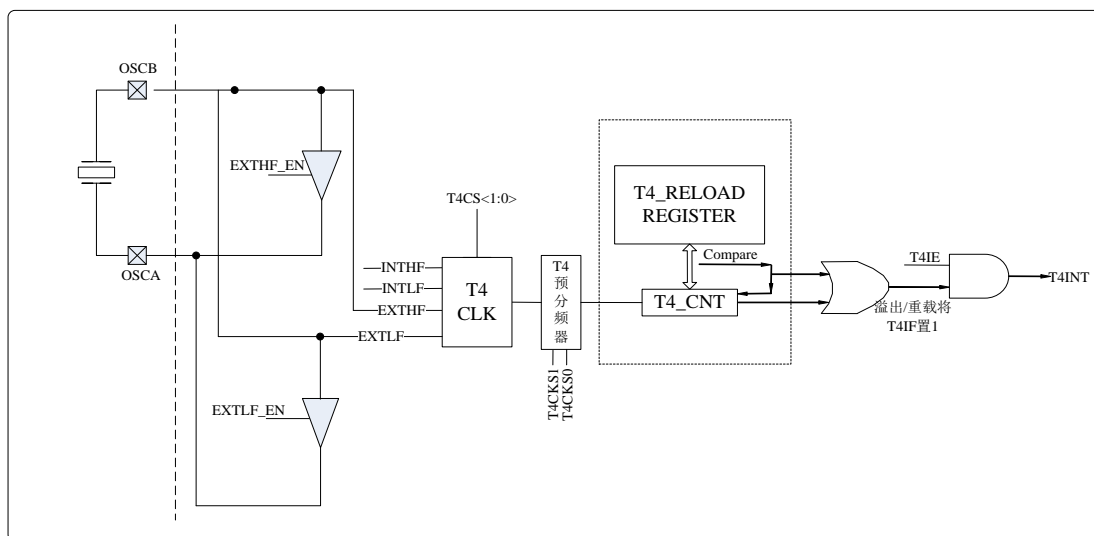 OSCB
EXTHF_EN
OSCA
T4CS<1:0>
INTHF
INTLF
EXTHF
EXTLF
T4
CLK
T4
预
分
频
器
T4CKS1
T4CKS0
T4_RELOAD
REGISTER
Compare
T4_CNT
T4IE
溢出/重载将
T4IF置1
T4INT
EXTLF_EN